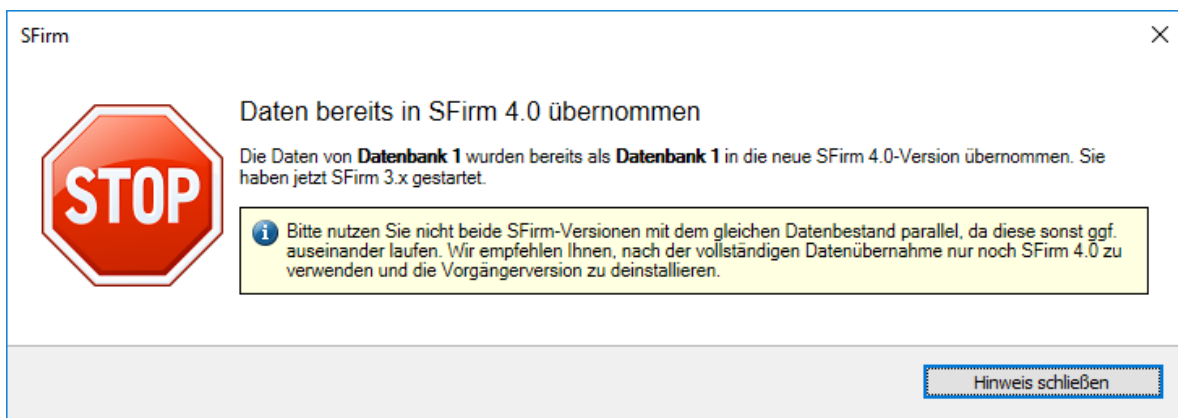 SFirm
Daten bereits in SFirm 4.0 übernommen
Die Daten von Datenbank 1 wurden bereits als Datenbank 1 in die neue SFirm 4.0-Version übernommen. Sie
haben jetzt SFirm 3.x gestartet.
STOP
Bitte nutzen Sie nicht beide SFirm-Versionen mit dem gleichen Datenbestand parallel, da diese sonst ggf.
auseinander laufen. Wir empfehlen Ihnen, nach der vollständigen Datenübernahme nur noch SFirm 4.0 zu
verwenden und die Vorgängerversion zu deinstallieren.
Hinweis schließen